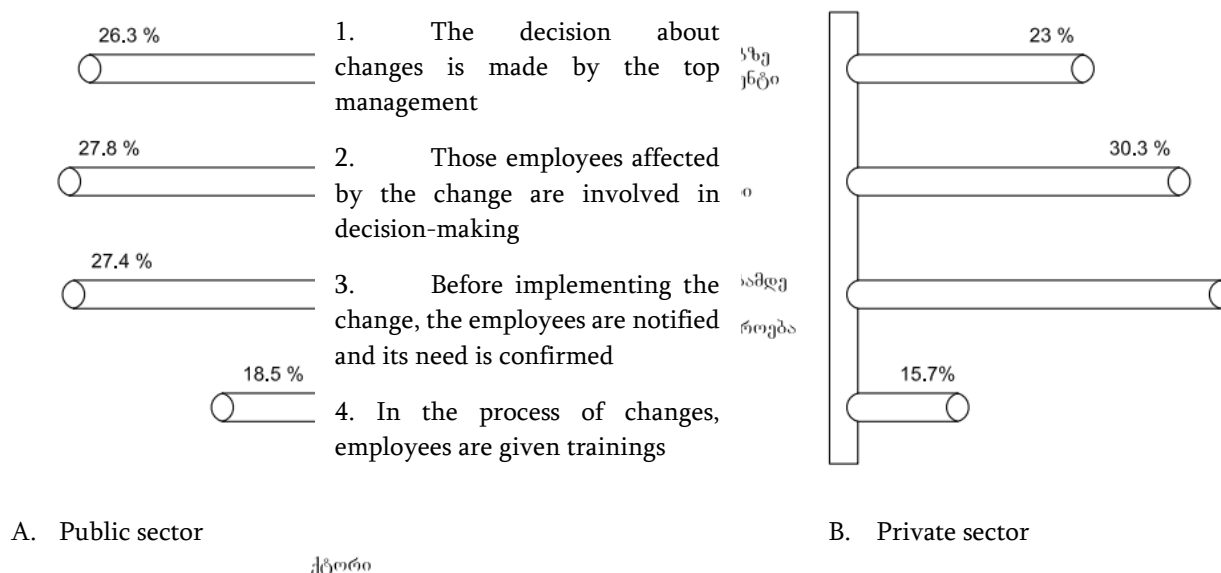 26.3 %
27.8 %
27.4 %
18.5 %
1. The decision about
changes is made by the top
management
2. Those employees affected
by the change are involved in
decision-making
3. Before implementing the
change, the employees are notified
and its need is confirmed
4. In the process of changes,
employees are given trainings
23 %
30.3 %
15.7%
A. Public sector
B. Private sector
ქტორი